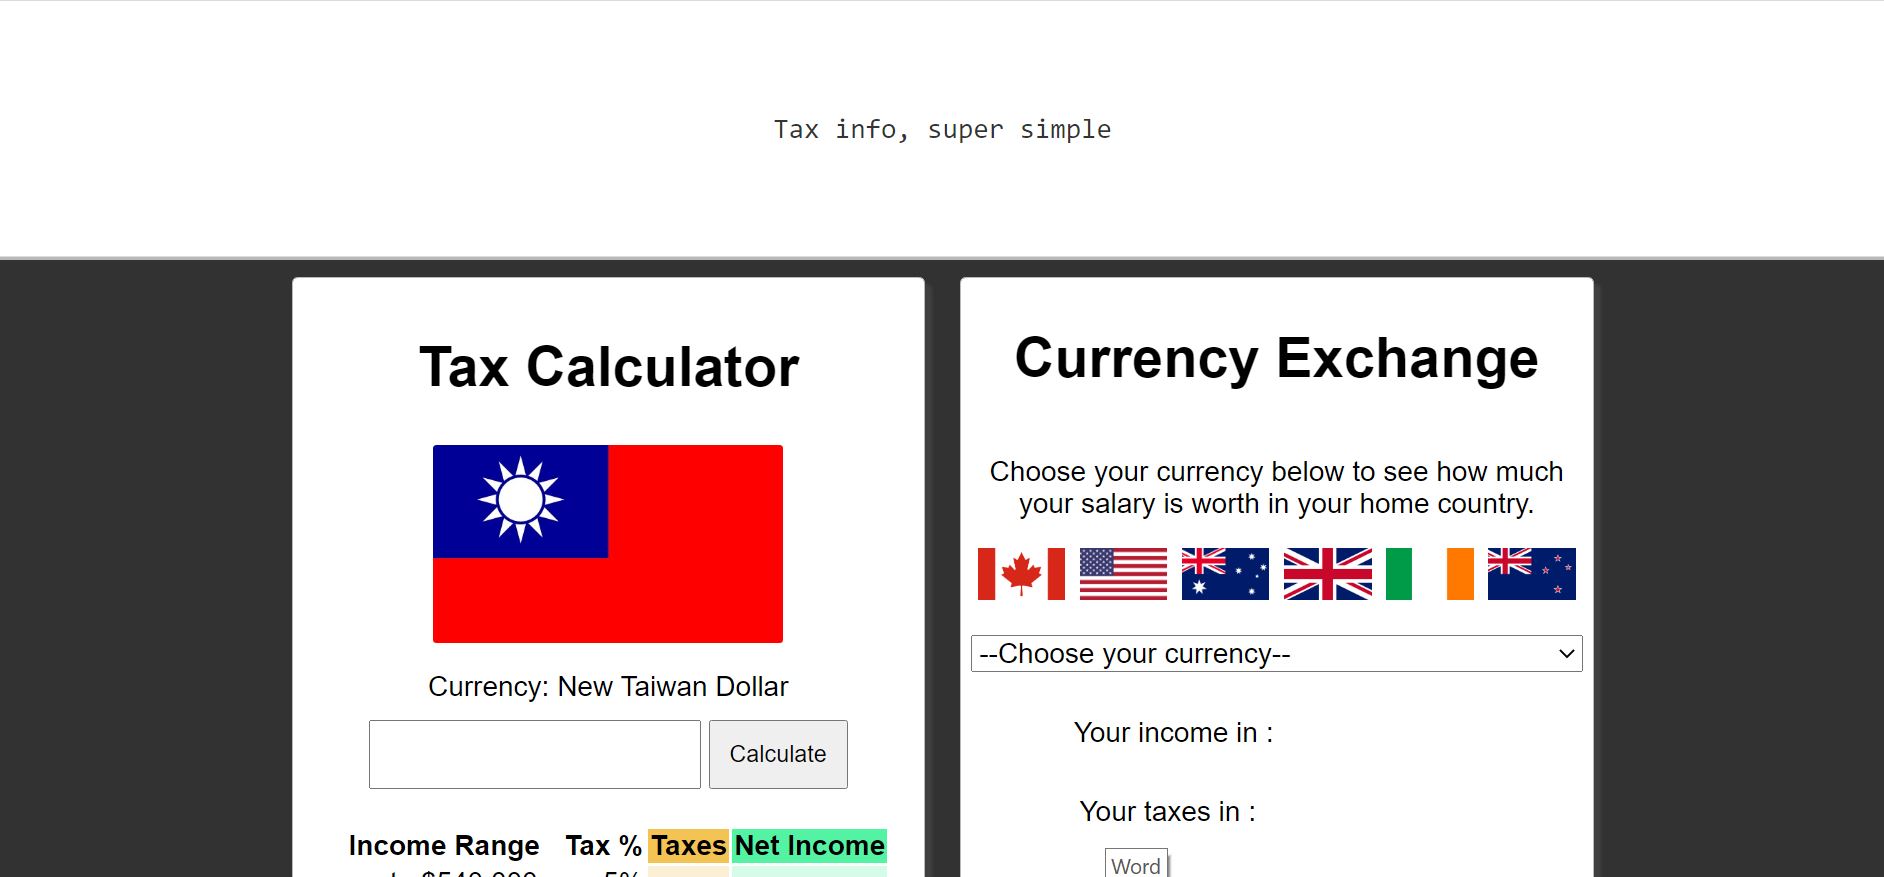 Tax info, super simple
Tax Calculator
Currency: New Taiwan Dollar
Calculate
Income Range Tax % Taxes Net Income
5%
Currency Exchange
Choose your currency below to see how much
your salary is worth in your home country.
--Choose your currency--
Your income in :
Your taxes in :
Word